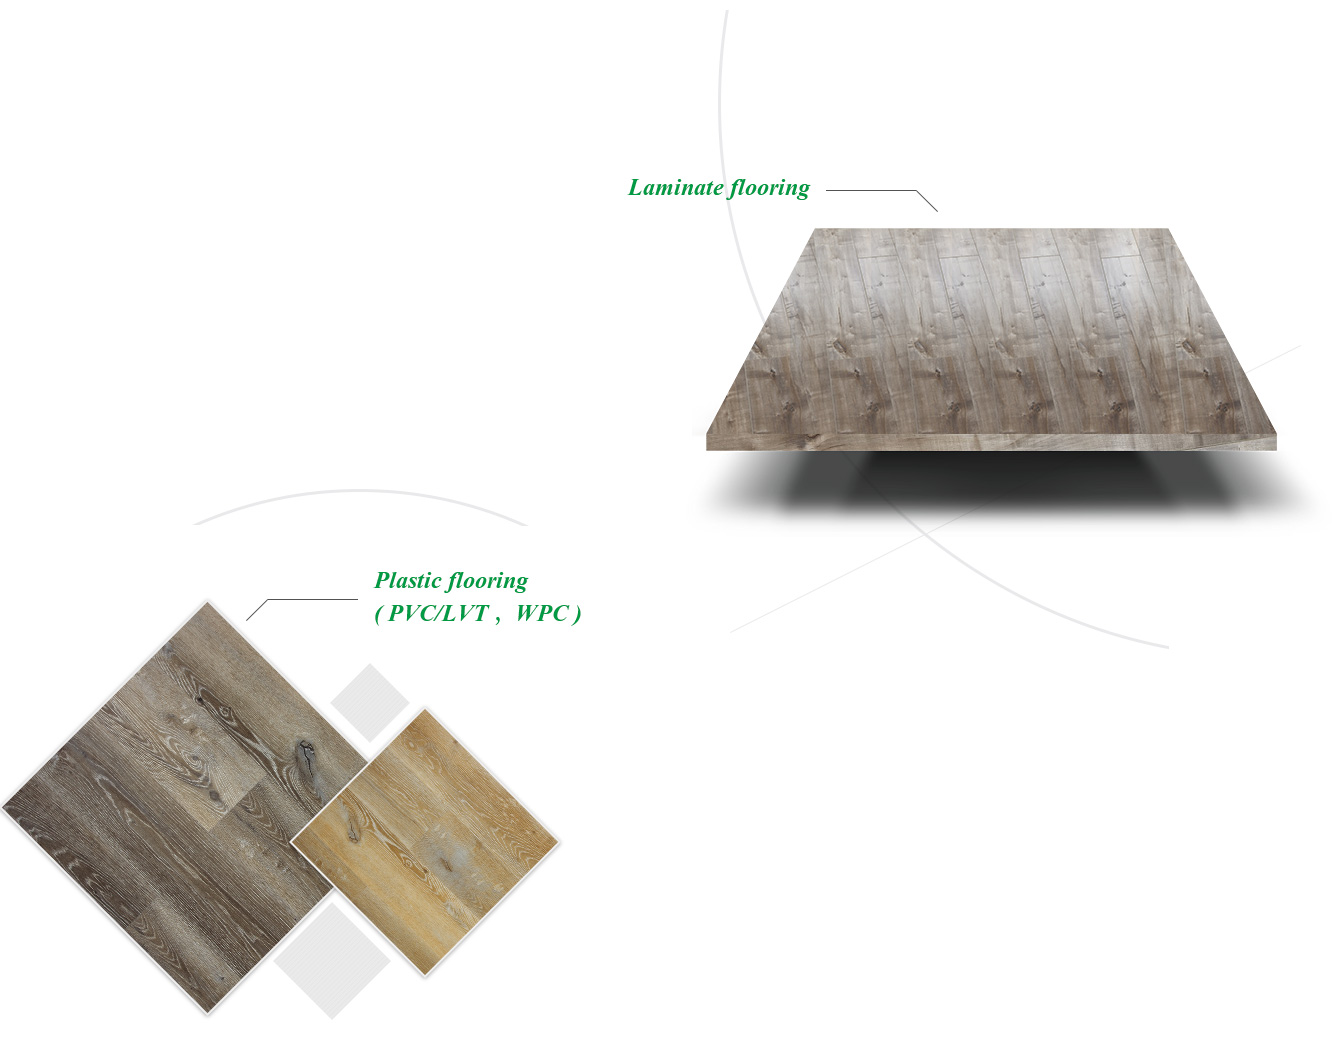 Laminate flooring
Plastic flooring
( PVC/LVT ,  WPC )